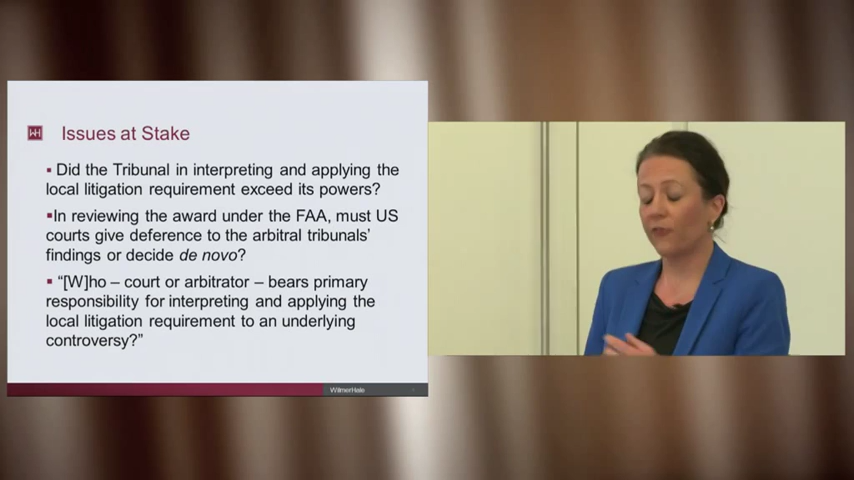 WH Issues at Stake
▪ Did the Tribunal in interpreting and applying the
local litigation requirement exceed its powers?
▪In reviewing the award under the FAA, must US
courts give deference to the arbitral tribunals'
findings or decide de novo?
▪ “[W]ho – court or arbitrator – bears primary
responsibility for interpreting and applying the
local litigation requirement to an underlying
controversy?”
WilmerHale